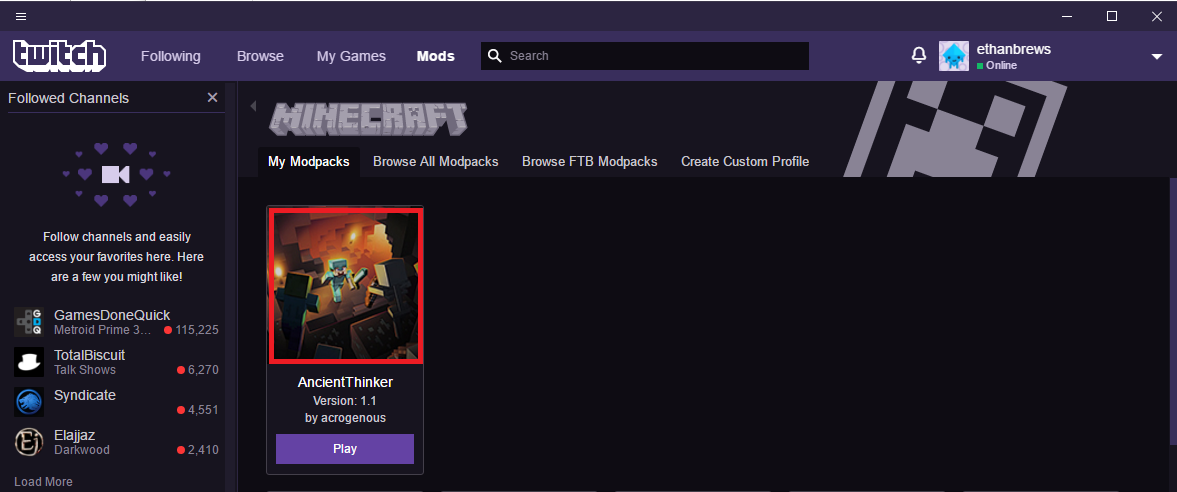 twitch
Following
Browse
My Games
Mods
Search
ethanbrews
Online
Followed Channels
Follow channels and easily
access your favorites here. Here
are a few you might like!
GamesDoneQuick
Metroid Prime 3... 115,225
TotalBiscuit
Talk Shows 6,270
Syndicate
4,551
Elajjaz
Darkwood 2,410
Load More
MINECRAFT
My Modpacks
Browse All Modpacks
Browse FTB Modpacks
Create Custom Profile
AncientThinker
Version: 1.1
by acrogenous
Play
GDQ
Ej